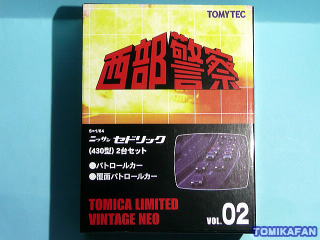 TOMYTEC
西部警察
S=1/64
ニッサン セドリック
(430型) 2台セット
●パトロールカー
●覆面パトロールカー
TOMICA LIMITED
VINTAGE NEO
VOL.02
TOMIKAFAN